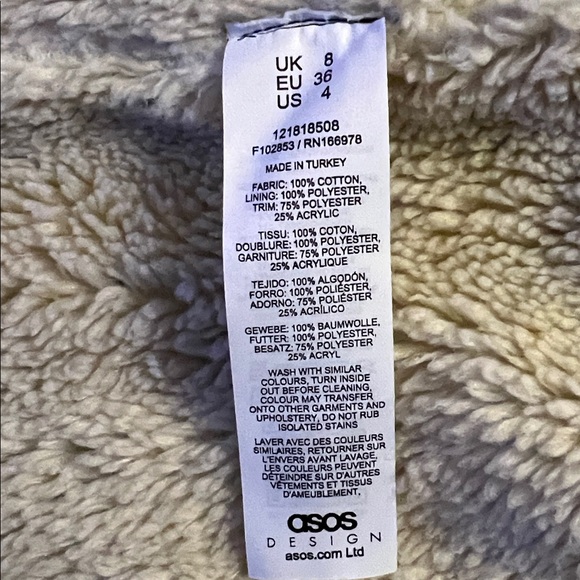 UK 8
EU 36
US 4
121818508
F102853 / RN166978
MADE IN TURKEY
FABRIC: 100% COTTON,
LINING: 100% POLYESTER,
TRIM: 75% POLYESTER
25% ACRYLIC
TISSU: 100% COTON,
DOUBLURE: 100% POLYESTER,
GARNITURE: 75% POLYESTER
25% ACRYLIQUE
TEJIDO: 100% ALGODÓN,
FORRO: 100% POLIÉSTER,
ADORNO: 75% POLIÉSTER
25% ACRÍLICO
GEWEBE: 100% BAUMWOLLE,
FUTTER: 100% POLYESTER,
BESATZ: 75% POLYESTER
25% ACRYL
WASH WITH SIMILAR
COLOURS, TURN INSIDE
OUT BEFORE CLEANING,
COLOUR MAY TRANSFER
ONTO OTHER GARMENTS AND
UPHOLSTERY, DO NOT RUB
ISOLATED STAINS
LAVER AVEC DES COULEURS
SIMILAIRES, RETOURNER SUR
L'ENVERS AVANT LAVAGE,
LES COULEURS PEUVENT
DÉTEINDRE SUR D'AUTRES
VÊTEMENTS ET TISSUS
D'AMEUBLEMENT,
asos
DESIGN
asos.com Ltd